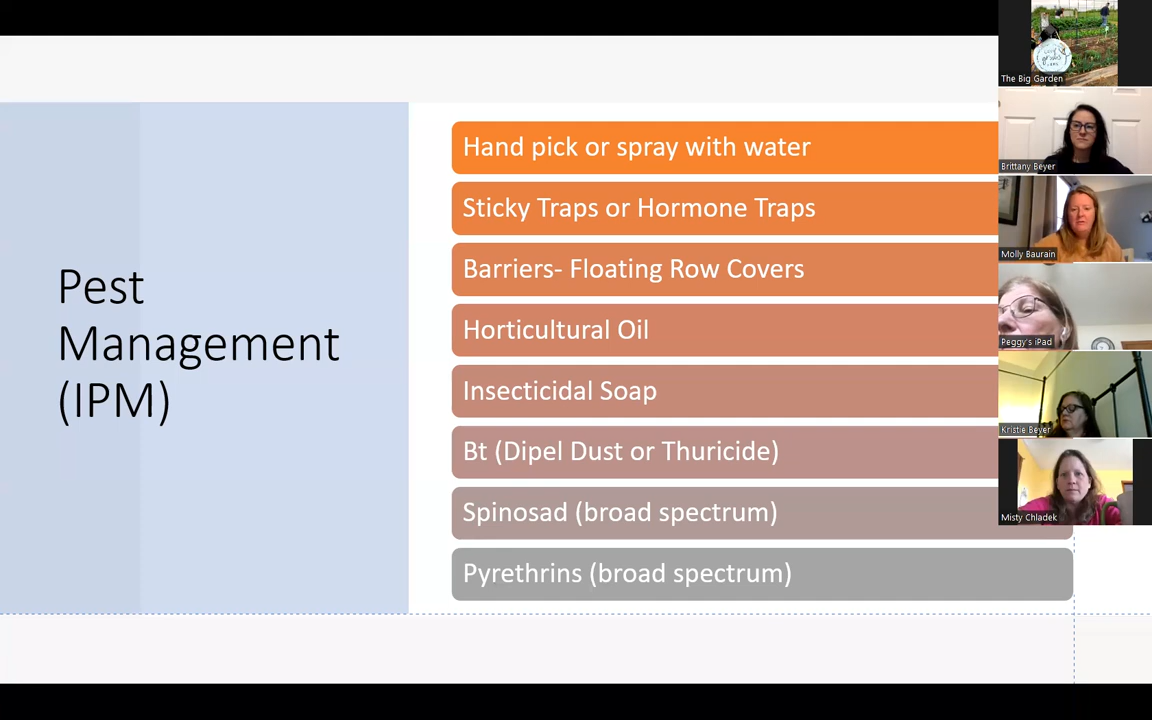 Pest
Management
(IPM)
Hand pick or spray with water
Sticky Traps or Hormone Traps
Barriers- Floating Row Covers
Horticultural Oil
Insecticidal Soap
Bt (Dipel Dust or Thuricide)
Spinosad (broad spectrum)
Pyrethrins (broad spectrum)
The Big Garden
Brittany Beyer
Molly Baurain
Peggy's iPad
Kristie Beyer
Misty Chladek